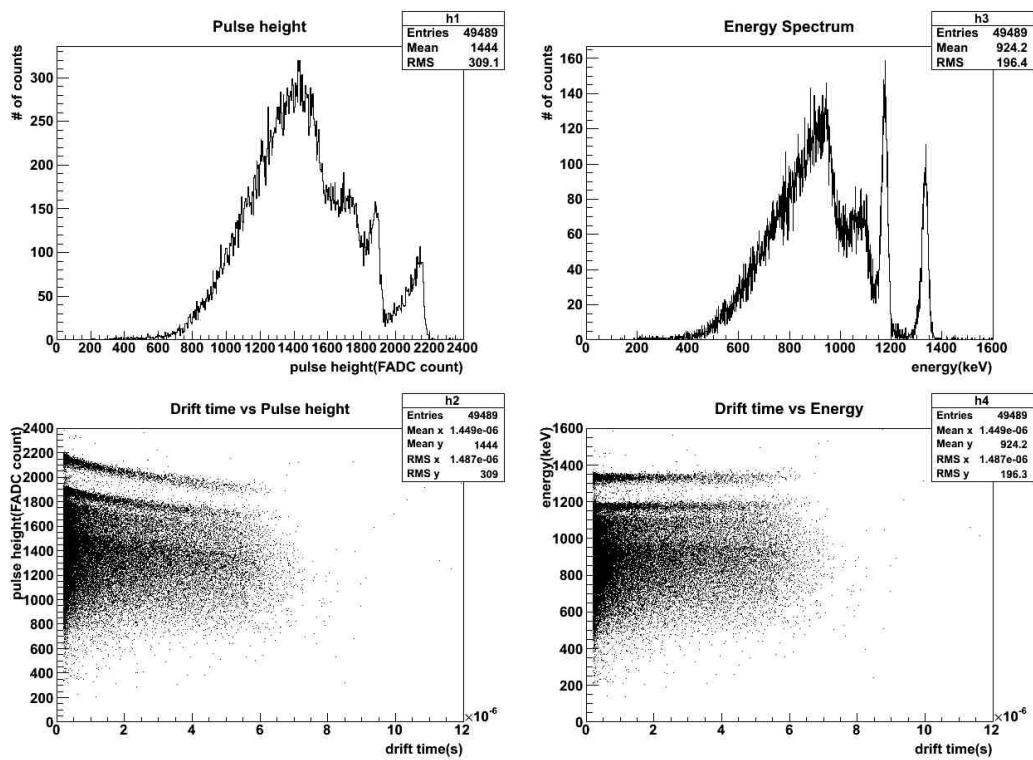 Pulse height
h1
Entries 49489
Mean 1444
RMS 309.1
# of counts
300
250
200
150
100
50
0
0 200 400 600 800 1000 1200 1400 1600 1800 2000 2200 2400
pulse height(FADC count)
Energy Spectrum
h3
Entries 49489
Mean 924.2
RMS 196.4
# of counts
160
140
120
100
80
60
40
20
0
0 200 400 600 800 1000 1200 1400 1600
energy(keV)
Drift time vs Pulse height
h2
Entries 49489
Mean x 1.449e-06
Mean y 1444
RMS x 1.487e-06
RMS y 309
pulse height(FADC count)
2400
2200
2000
1800
1600
1400
1200
1000
800
600
400
200
0
0 2 4 6 8 10 12
×10-6
drift time(s)
Drift time vs Energy
h4
Entries 49489
Mean x 1.449e-06
Mean y 924.2
RMS x 1.487e-06
RMS y 196.3
energy(keV)
1600
1400
1200
1000
800
600
400
200
0
0 2 4 6 8 10 12
×10-6
drift time(s)